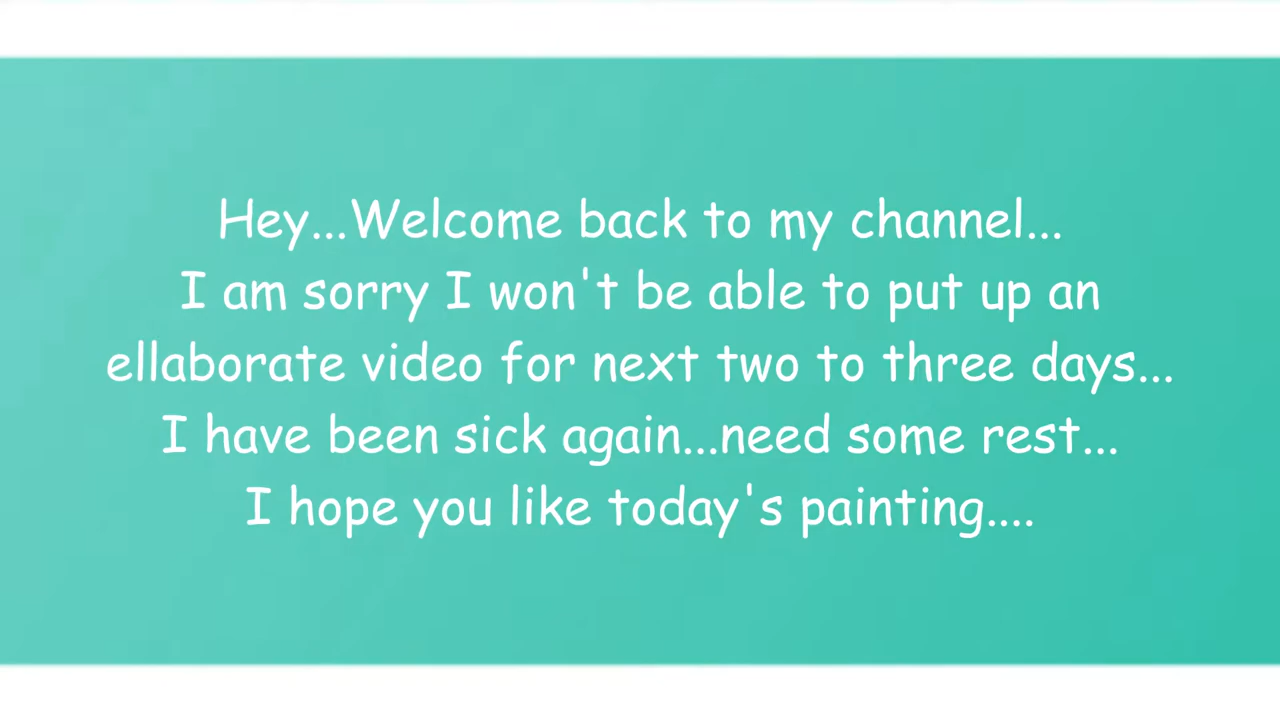 Hey...Welcome back to my channel...
I am sorry I won't be able to put up an
ellaborate video for next two to three days...
I have been sick again...need some rest...
I hope you like today's painting....